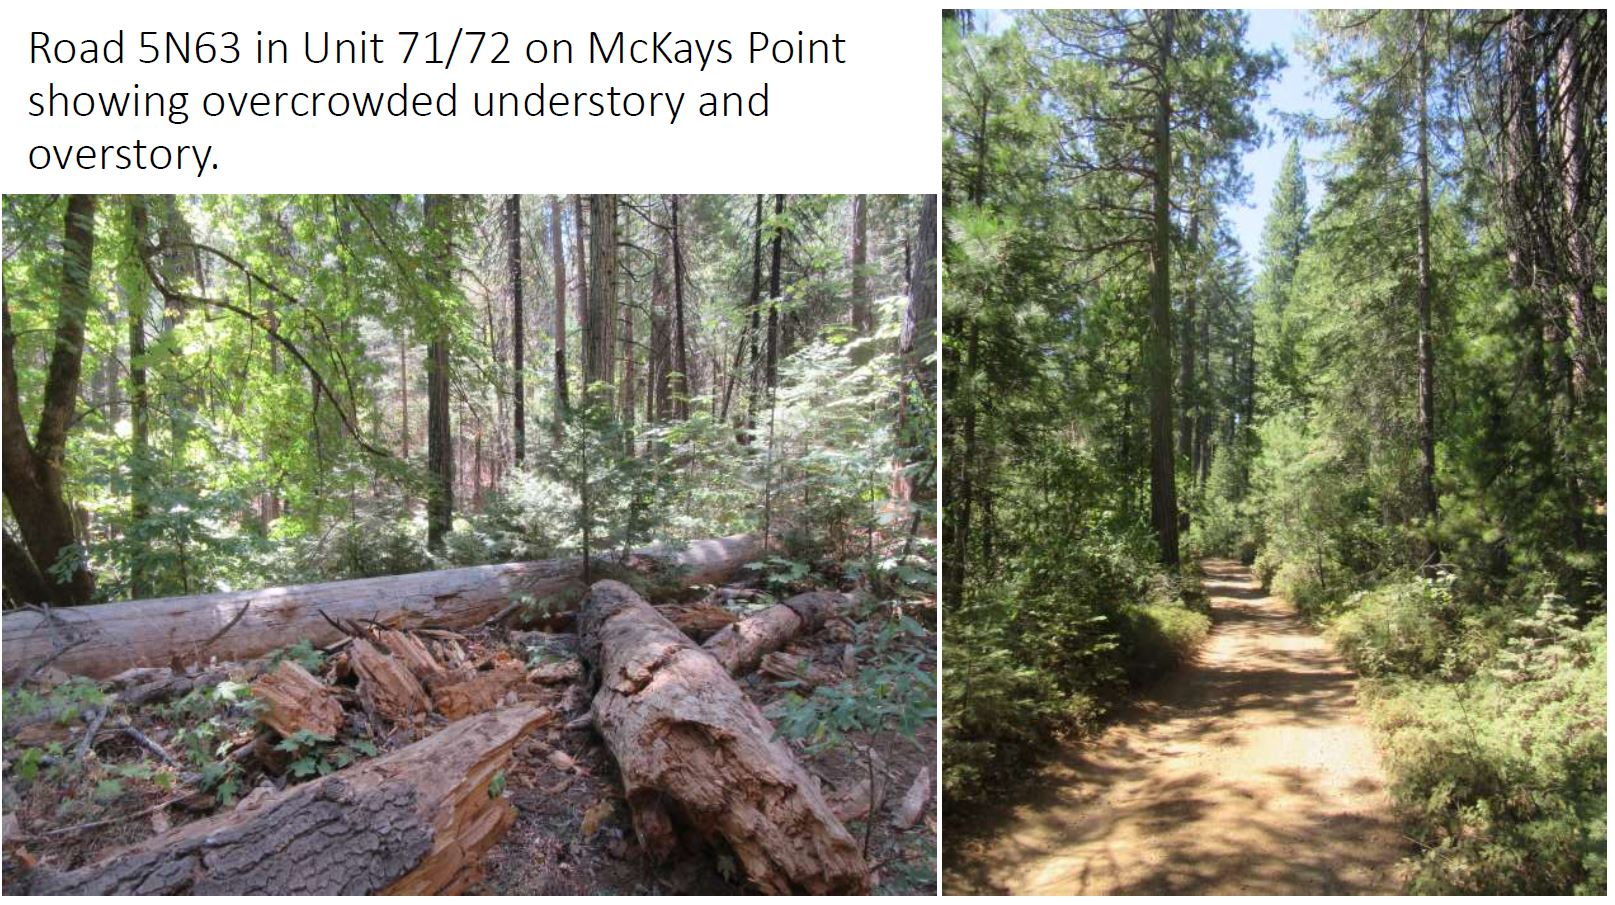 Road 5N63 in Unit 71/72 on McKays Point
showing overcrowded understory and
overstory.